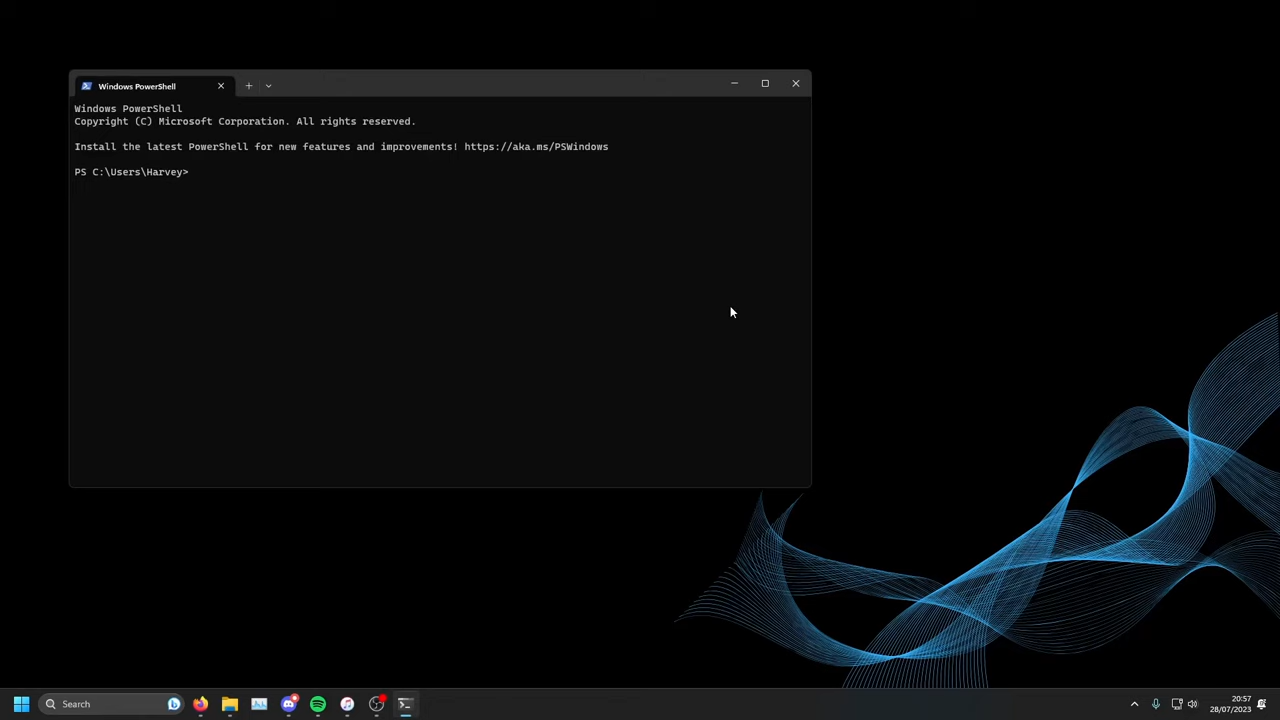 Windows PowerShell
Windows PowerShell
Copyright (C) Microsoft Corporation. All rights reserved.
Install the latest PowerShell for new features and improvements! https://aka.ms/PSWindows
PS C:\Users\Harvey>
Search
20:57
28/07/2023